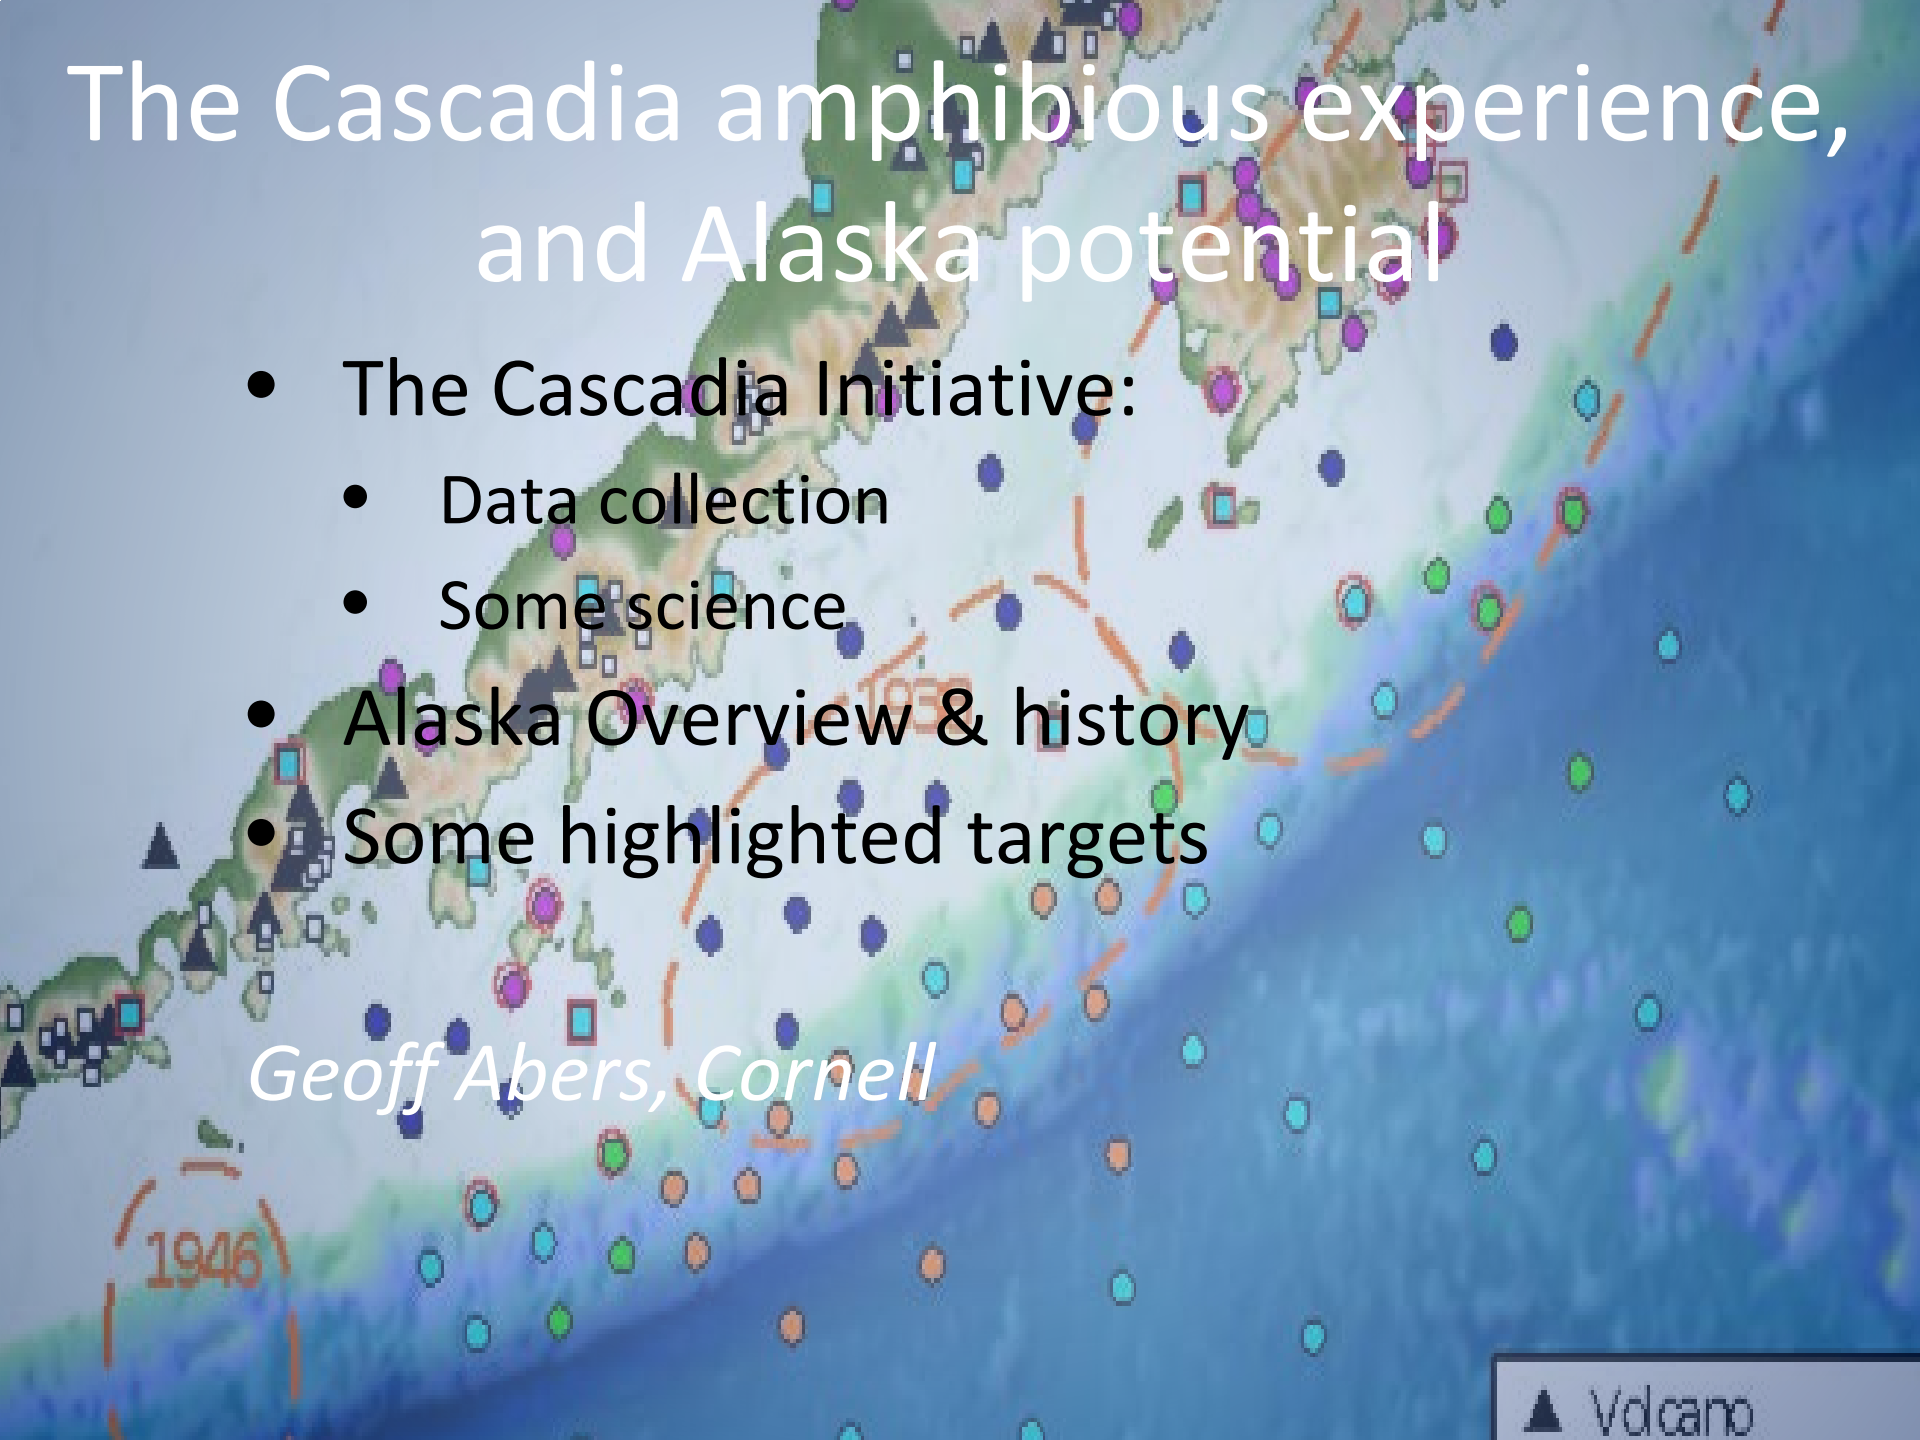 The Cascadia amphibious experience,
and Alaska potential
• The Cascadia Initiative:
• Data collection
• Some science
1938
• Alaska Overview & history
• Some highlighted targets
Geoff Abers, Cornell
1946
Volcano